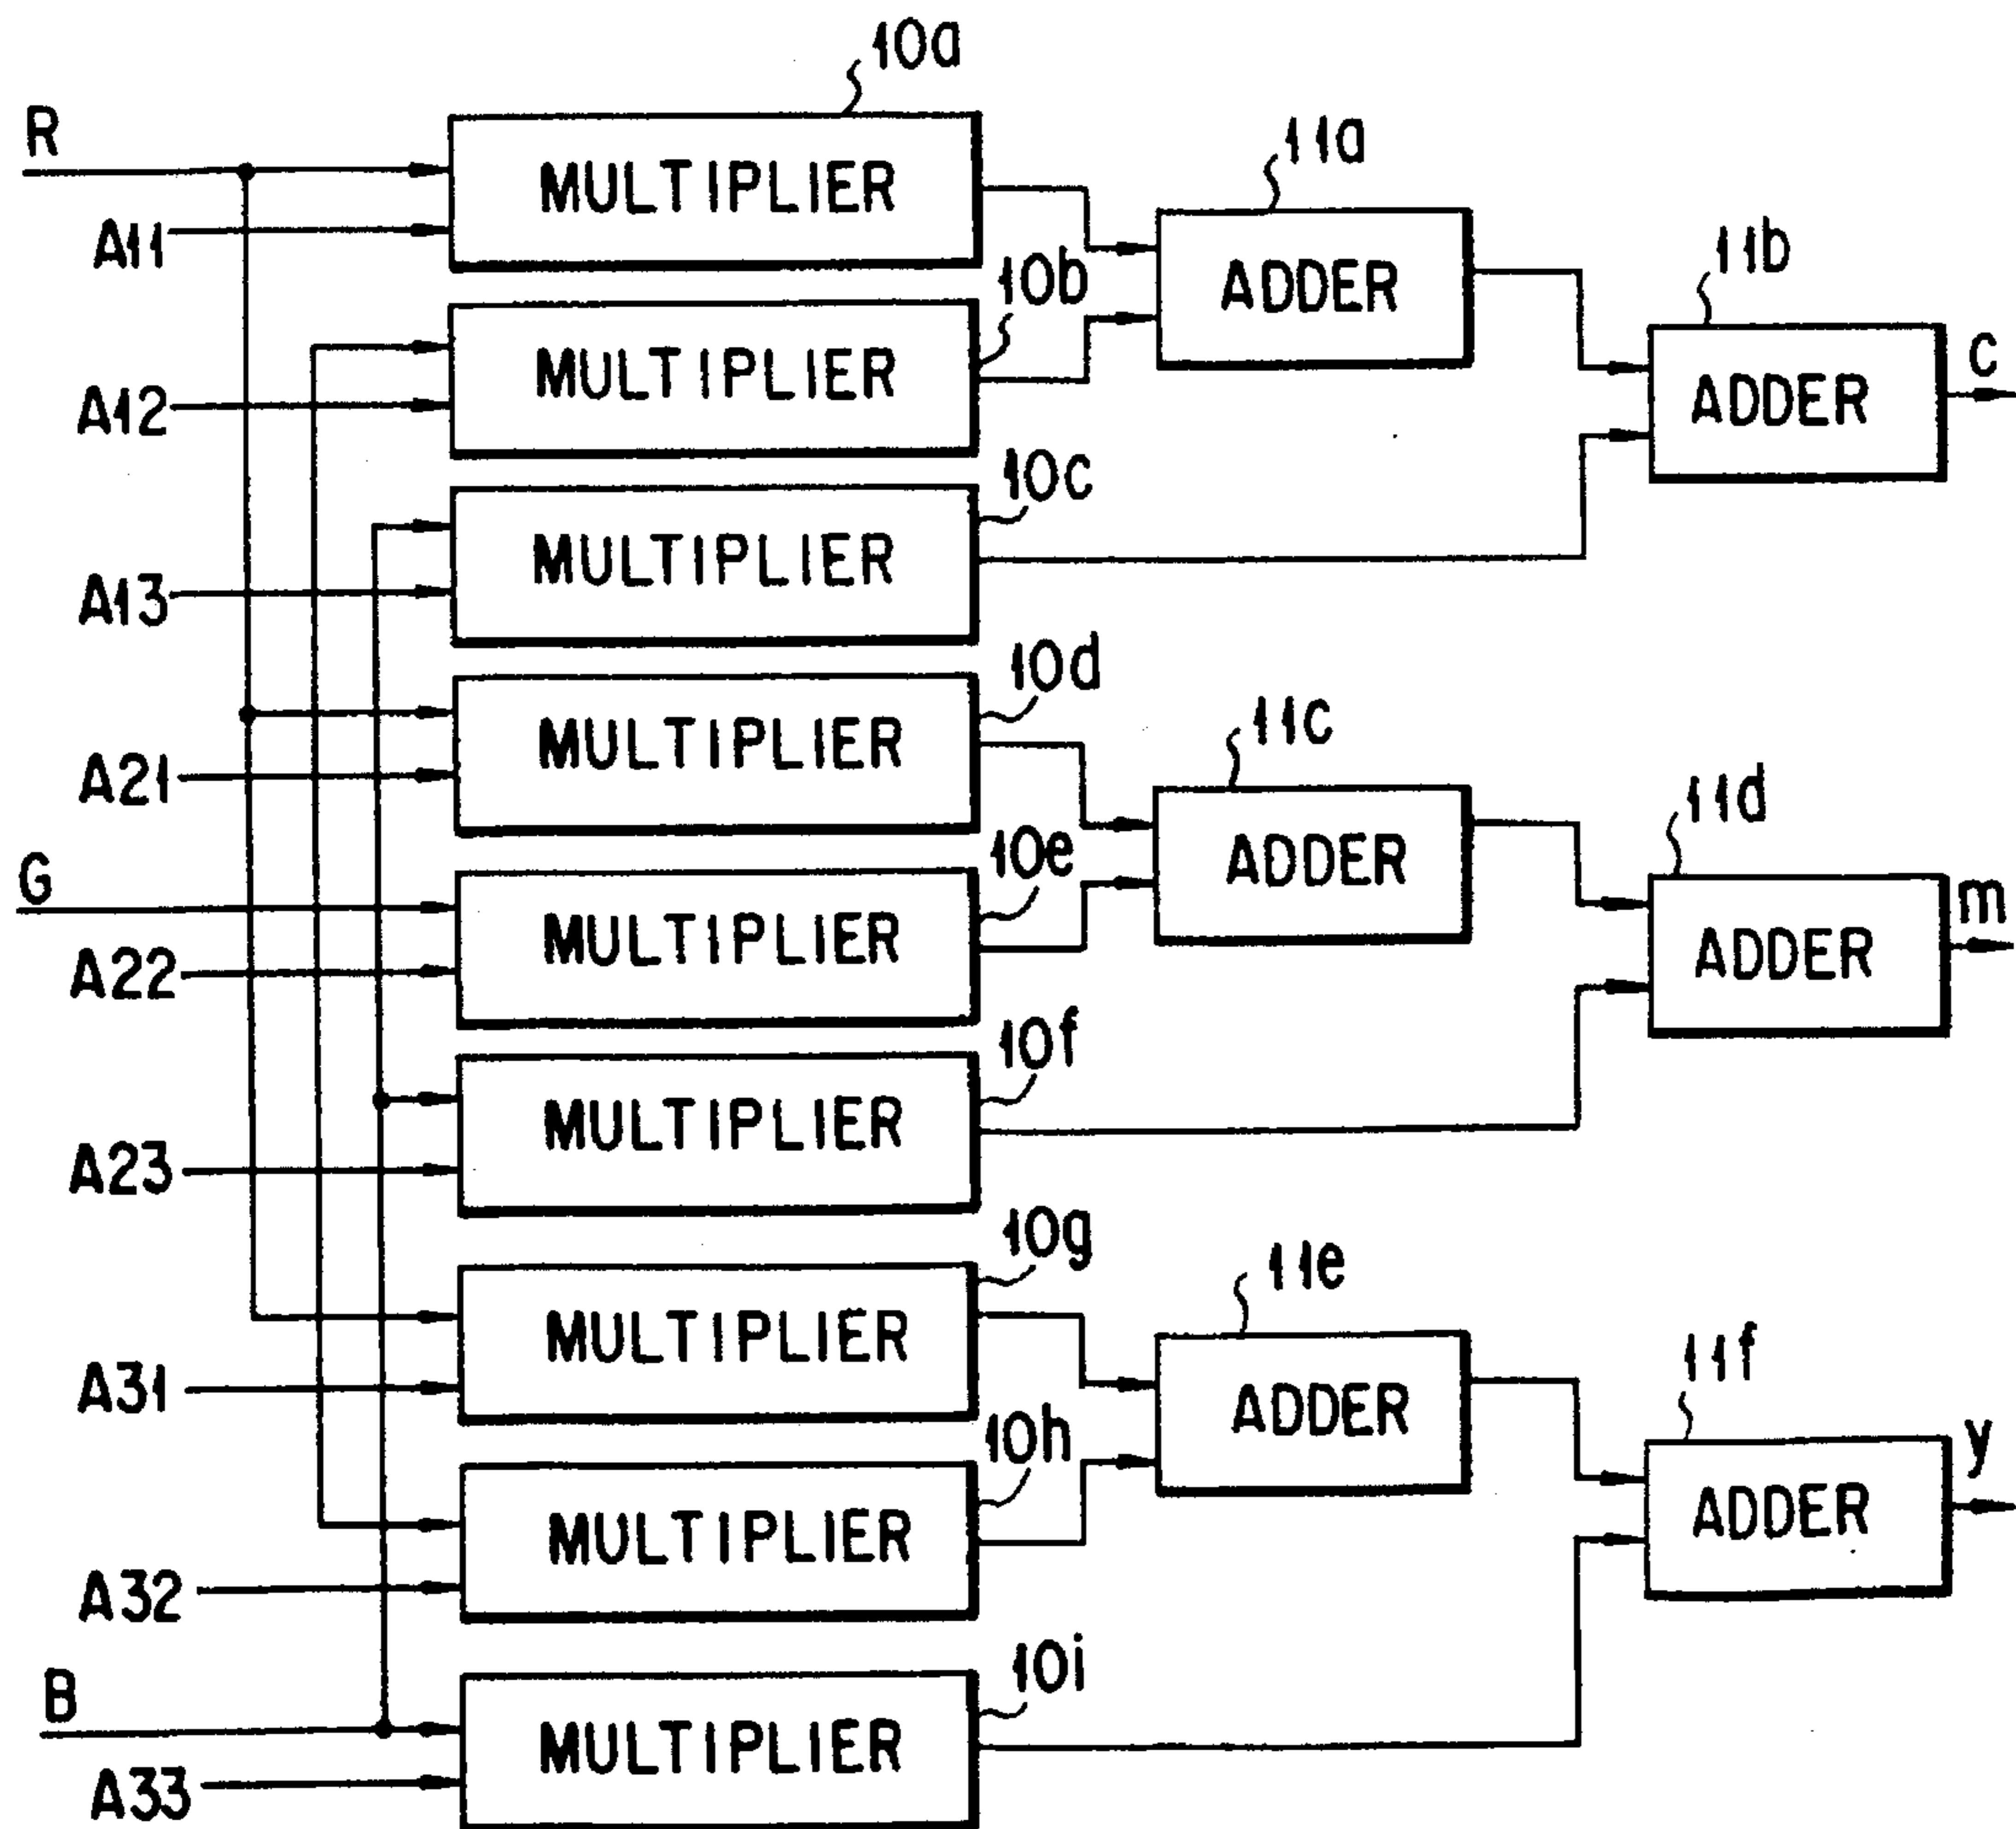 10a
R
MULTIPLIER
11a
A11
10b
ADDER
11b
MULTIPLIER
A12
C
ADDER
10c
MULTIPLIER
A13
10d
MULTIPLIER
11c
A21
11d
10e
ADDER
G
MULTIPLIER
m
A22
ADDER
10f
MULTIPLIER
A23
10g
11e
MULTIPLIER
11f
A31
10h
ADDER
y
MULTIPLIER
ADDER
A32
10i
B
MULTIPLIER
A33